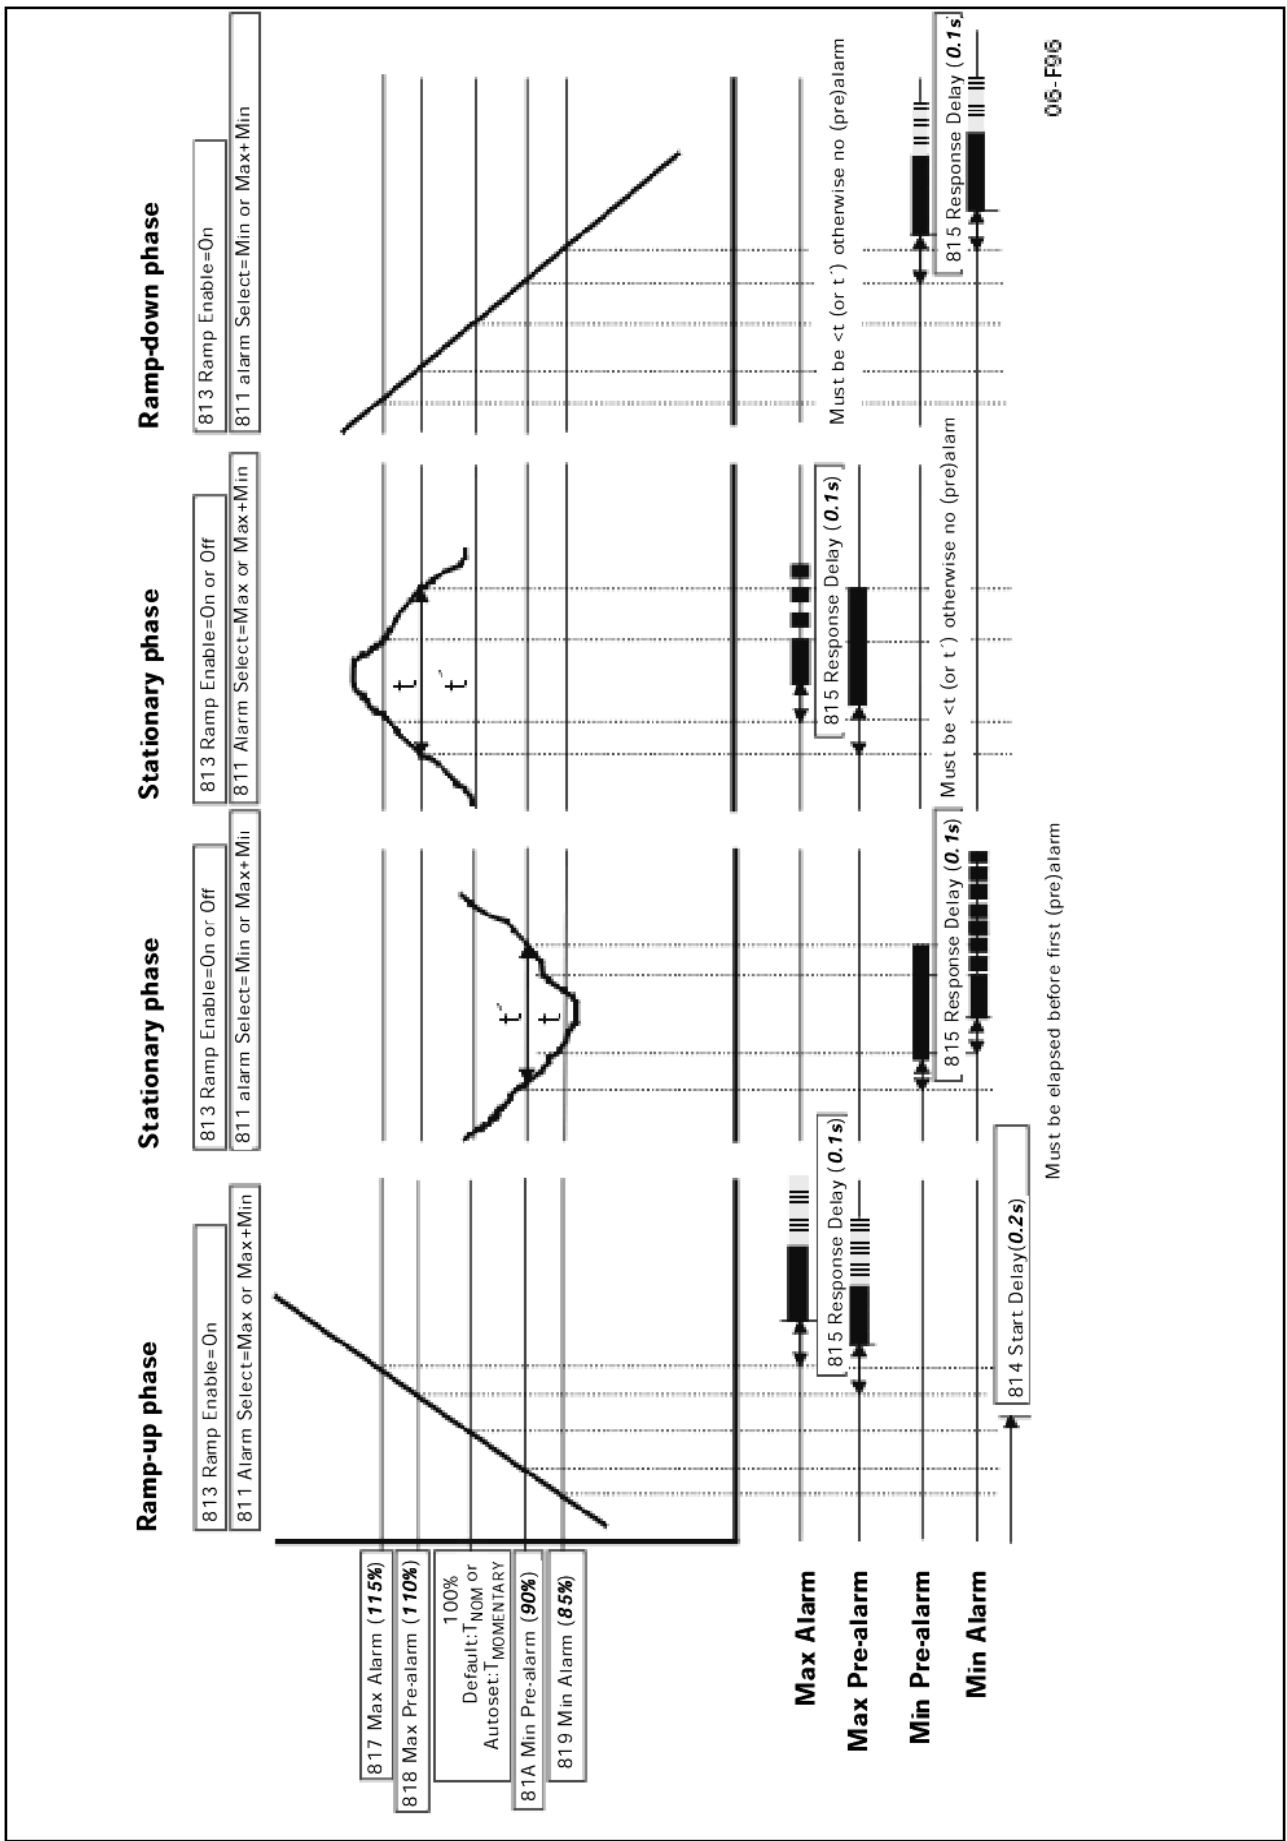 Ramp-up phase
Stationary phase
Stationary phase
Ramp-down phase
813 Ramp Enable=On
811 Alarm Select=Max or Max+Min
813 Ramp Enable=On or Off
811 alarm Select=Min or Max+Mi
813 Ramp Enable=On or Off
811 Alarm Select=Max or Max+Min
813 Ramp Enable=On
811 alarm Select=Min or Max+Min
817 Max Alarm (115%)
818 Max Pre-alarm (110%)
100%
Default:TNOM or
Autoset:TMOMENTARY
81A Min Pre-alarm (90%)
819 Min Alarm (85%)
t´
t
t
t´
Max Alarm
Max Pre-alarm
Min Pre-alarm
Min Alarm
815 Response Delay (0.1s)
815 Response Delay (0.1s)
815 Response Delay (0.1s)
815 Response Delay (0.1s)
Must be <t (or t´) otherwise no (pre)alarm
Must be <t (or t´) otherwise no (pre)alarm
814 Start Delay(0.2s)
Must be elapsed before first (pre)alarm
06-F96